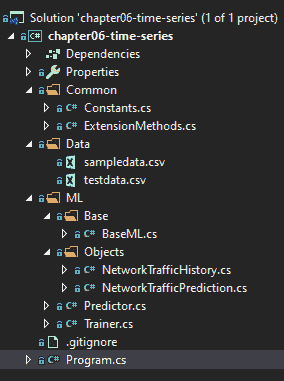 Solution 'chapter06-time-series' (1 of 1 project)
C# chapter06-time-series
Dependencies
Properties
Common
C# Constants.cs
C# ExtensionMethods.cs
Data
sampledata.csv
testdata.csv
ML
Base
C# BaseML.cs
Objects
C# NetworkTrafficHistory.cs
C# NetworkTrafficPrediction.cs
C# Predictor.cs
C# Trainer.cs
.gitignore
C# Program.cs